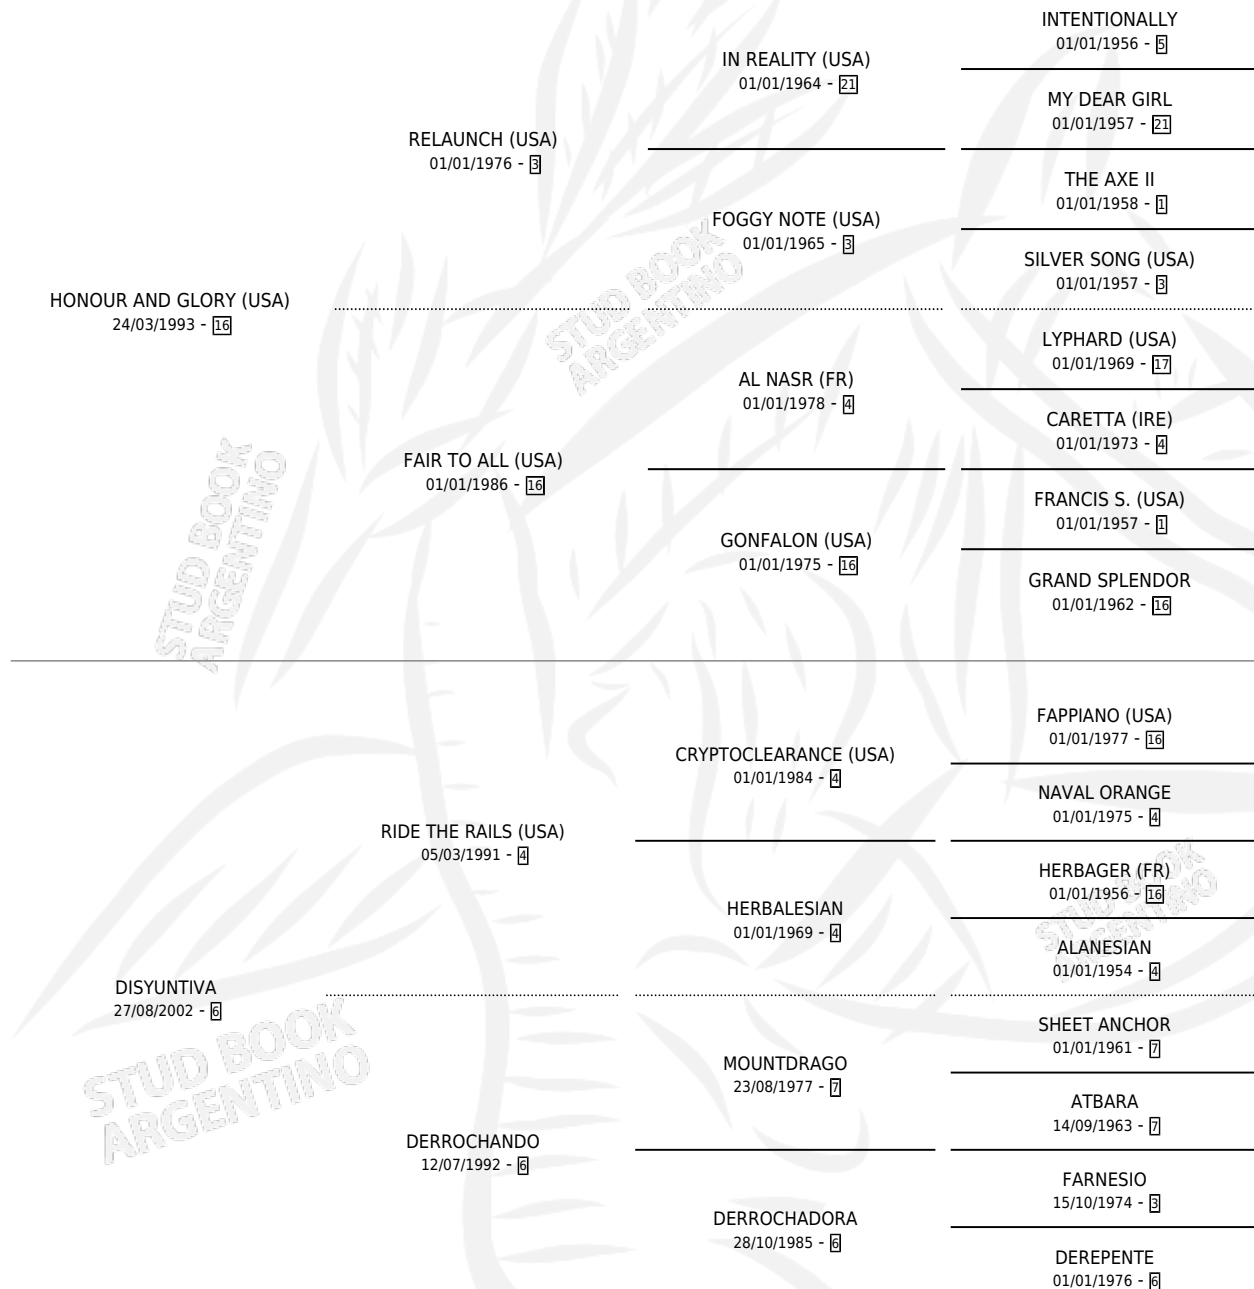 INTENTIONALLY
01/01/1956 - 5
IN REALITY (USA)
01/01/1964 - 21
MY DEAR GIRL
01/01/1957 - 21
RELAUNCH (USA)
01/01/1976 - 3
THE AXE II
01/01/1958 - 1
FOGGY NOTE (USA)
01/01/1965 - 3
SILVER SONG (USA)
01/01/1957 - 3
HONOUR AND GLORY (USA)
24/03/1993 - 16
LYPHARD (USA)
01/01/1969 - 17
AL NASR (FR)
01/01/1978 - 4
CARETTA (IRE)
01/01/1973 - 4
FAIR TO ALL (USA)
01/01/1986 - 16
FRANCIS S. (USA)
01/01/1957 - 1
GONFALON (USA)
01/01/1975 - 16
GRAND SPLENDOR
01/01/1962 - 16
STUD BOOK
ARGENTINO
STUD BOOK
ARGENTINO
FAPPIANO (USA)
01/01/1977 - 16
CRYPTOCLEARANCE (USA)
01/01/1984 - 4
NAVAL ORANGE
01/01/1975 - 4
RIDE THE RAILS (USA)
05/03/1991 - 4
HERBAGER (FR)
01/01/1956 - 16
HERBALESIAN
01/01/1969 - 4
ALANESIAN
01/01/1954 - 4
STUD BOOK
ARGENTINO
DISYUNTIVA
27/08/2002 - 6
SHEET ANCHOR
01/01/1961 - 7
MOUNTDRAGO
23/08/1977 - 7
ATBARA
14/09/1963 - 7
DERROCHANDO
12/07/1992 - 6
FARNESIO
15/10/1974 - 3
DERROCHADORA
28/10/1985 - 6
DEREPENTE
01/01/1976 - 6
STUD BOOK
ARGENTINO